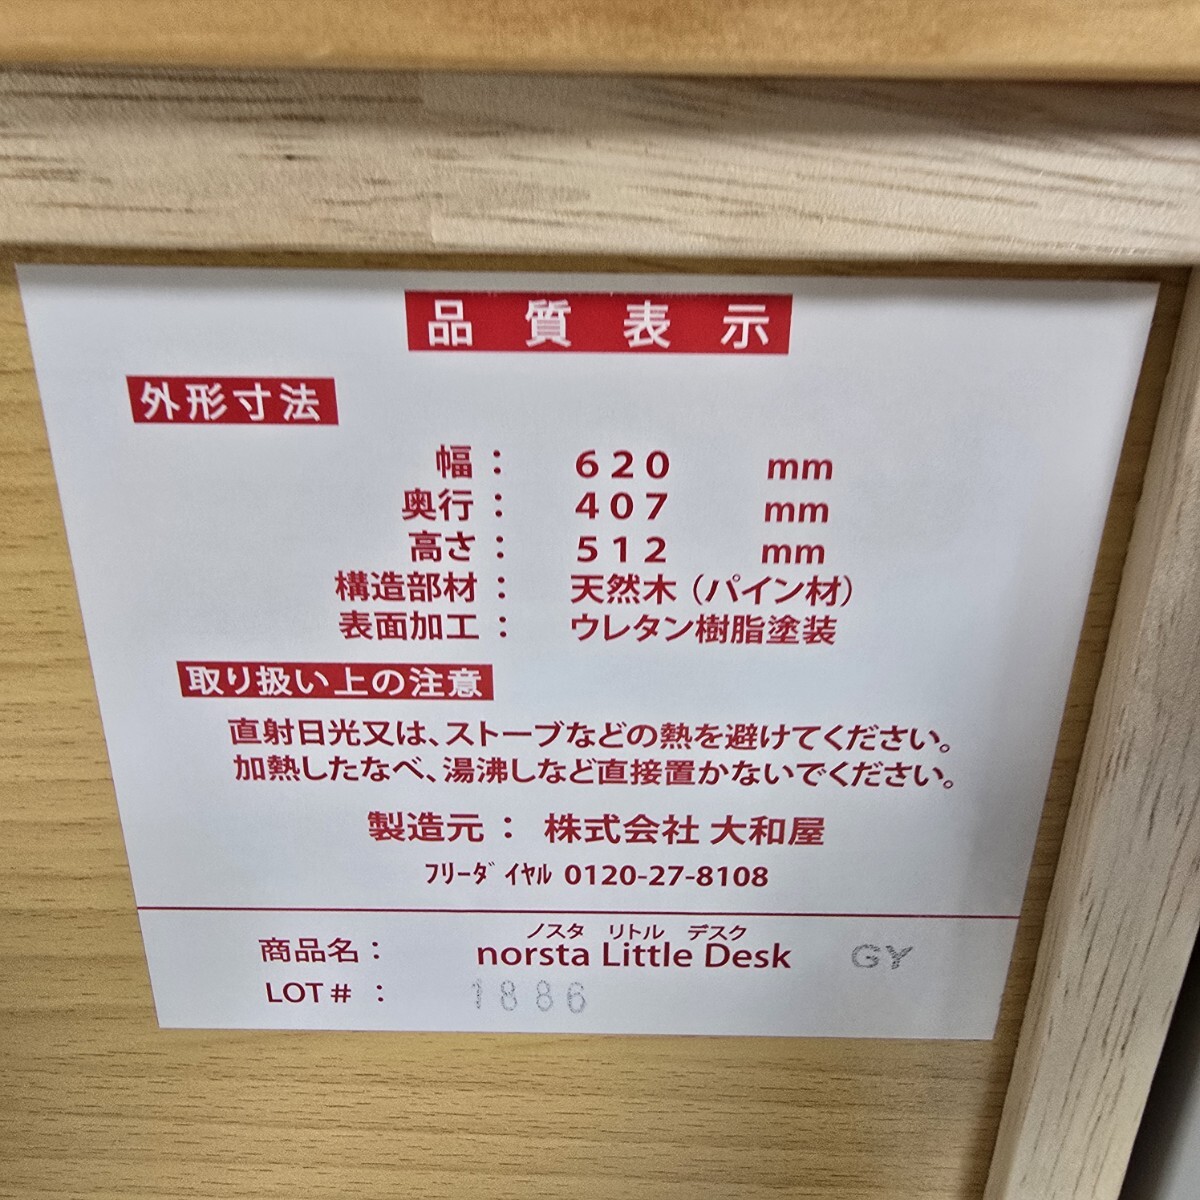 品質表示
外形寸法
幅： 620 mm
奥行： 407 mm
高さ： 512 mm
構造部材： 天然木（パイン材）
表面加工： ウレタン樹脂塗装
取り扱い上の注意
直射日光又は、ストーブなどの熱を避けてください。
加熱したなべ、湯沸しなど直接置かないでください。
製造元： 株式会社 大和屋
ﾌﾘｰﾀﾞｲﾔﾙ 0120-27-8108
ノスタ リトル デスク
商品名： norsta Little Desk GY
LOT＃： 1886